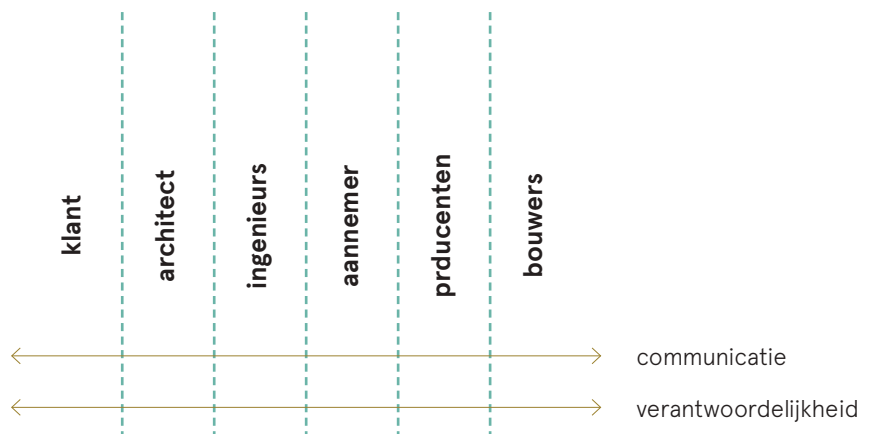 klant
architect
ingenieurs
aannemer
prducenten
bouwers
communicatie
verantwoordelijkheid